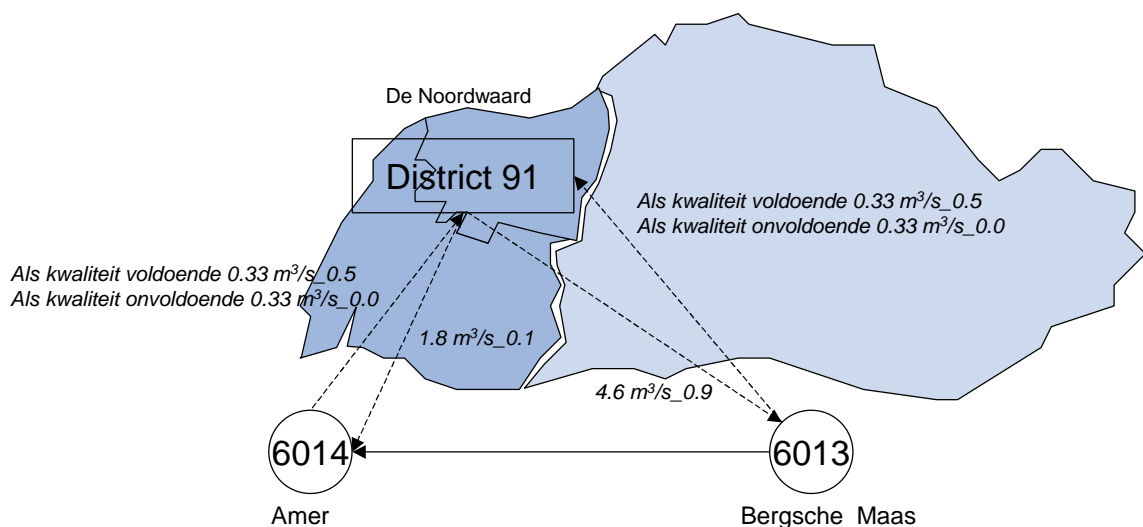 De Noordwaard
District 91
Als kwaliteit voldoende 0.33 m³/s_0.5
Als kwaliteit onvoldoende 0.33 m³/s_0.0
Als kwaliteit voldoende 0.33 m³/s_0.5
Als kwaliteit onvoldoende 0.33 m³/s_0.0
1.8 m³/s_0.1
4.6 m³/s_0.9
6014
6013
Amer
Bergsche Maas